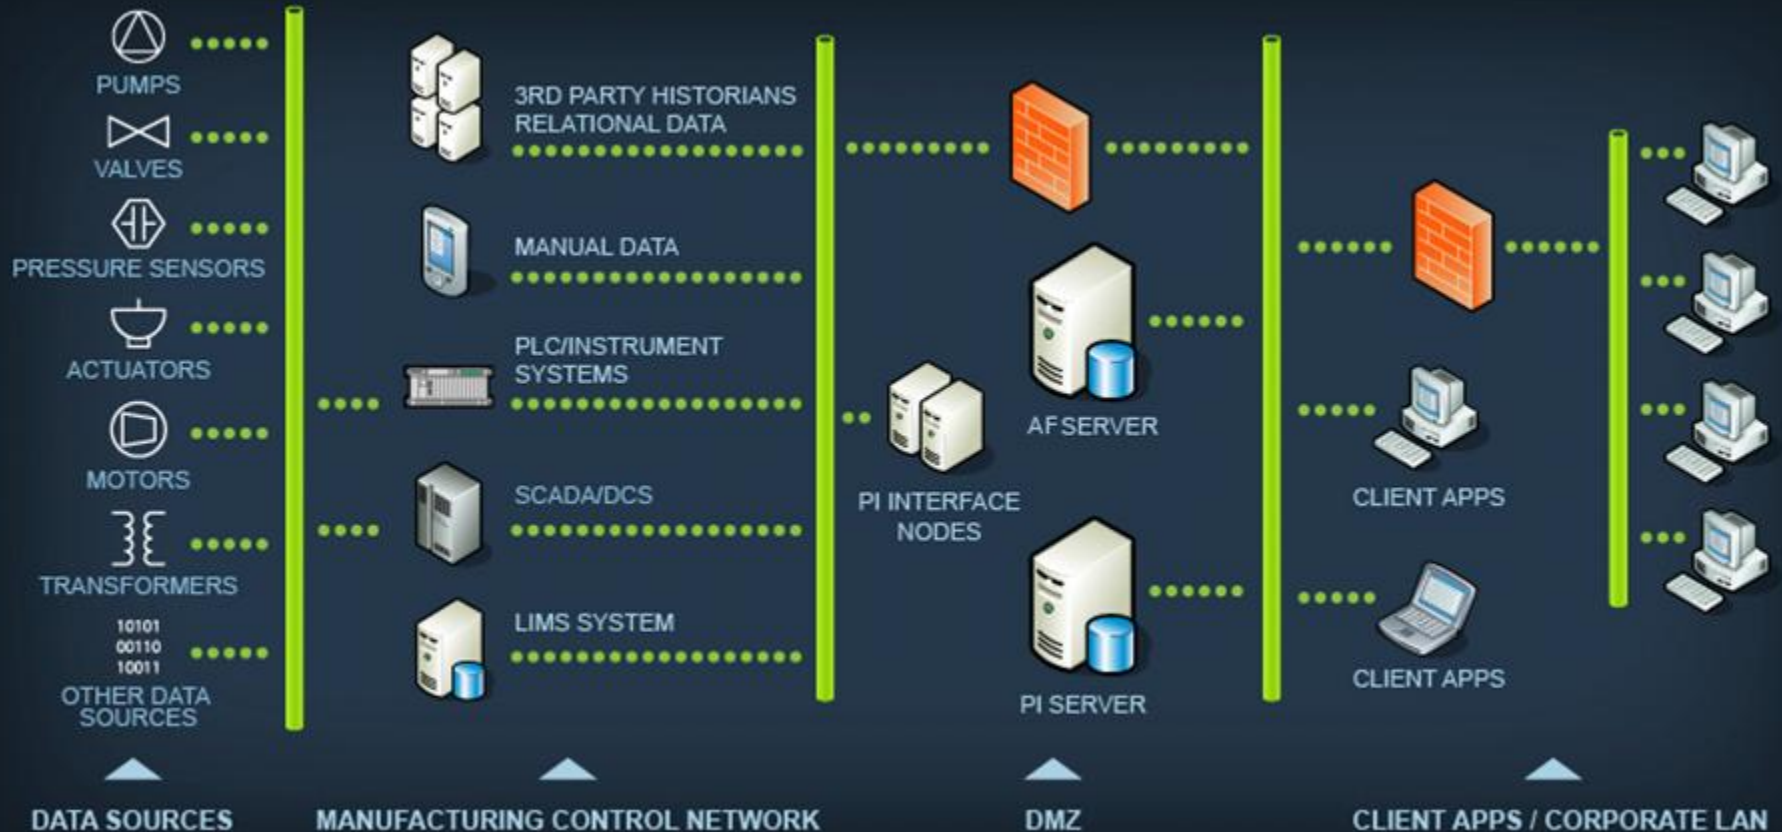 PUMPS
VALVES
PRESSURE SENSORS
ACTUATORS
MOTORS
TRANSFORMERS
10101
00110
10011
OTHER DATA
SOURCES
DATA SOURCES
3RD PARTY HISTORIANS
RELATIONAL DATA
MANUAL DATA
PLC/INSTRUMENT
SYSTEMS
SCADA/DCS
LIMS SYSTEM
MANUFACTURING CONTROL NETWORK
PI INTERFACE
NODES
AF SERVER
PI SERVER
DMZ
CLIENT APPS
CLIENT APPS
CLIENT APPS / CORPORATE LAN